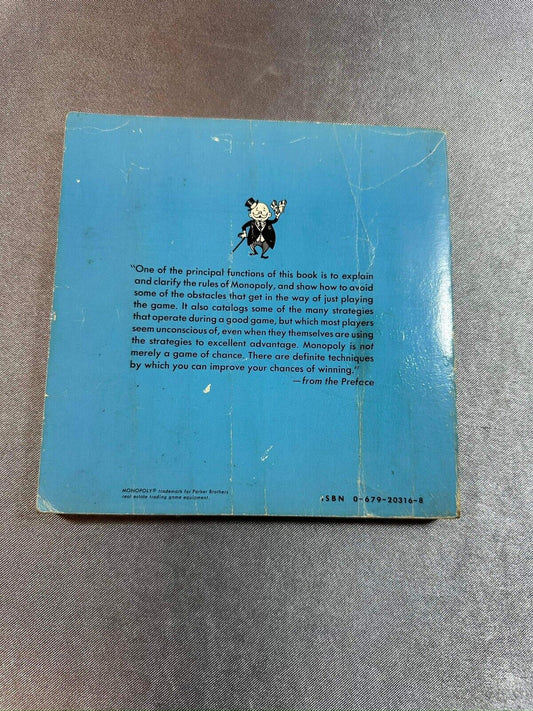 "One of the principal functions of this book is to explain
and clarify the rules of Monopoly, and show how to avoid
some of the obstacles that get in the way of just playing
the game. It also catalogs some of the many strategies
that operate during a good game, but which most players
seem unconscious of, even when they themselves are using
the strategies to excellent advantage. Monopoly is not
merely a game of chance. There are definite techniques
by which you can improve your chances of winning."
—from the Preface
MONOPOLY® trademark for Parker Brothers
real estate trading game equipment.
ISBN 0-679-20316-8